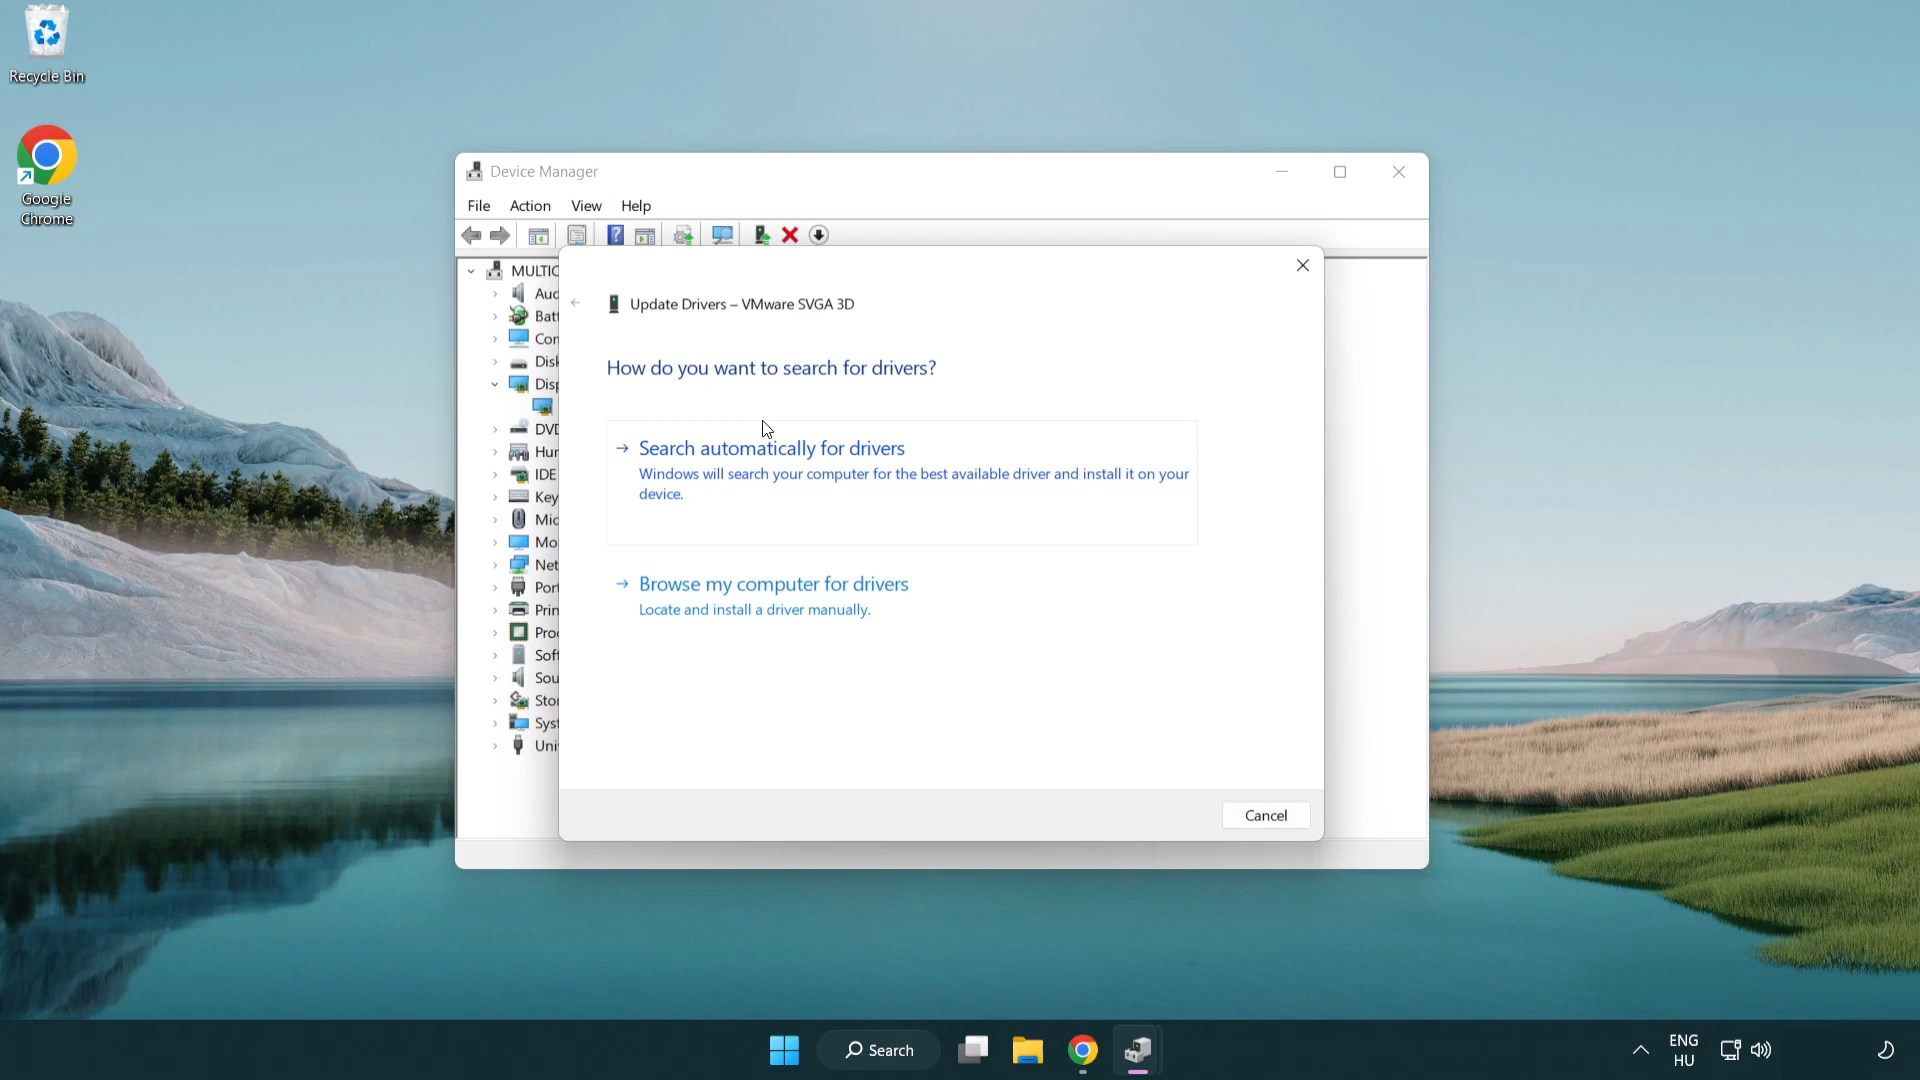 Recycle Bin
Google
Chrome
Device Manager
File Action View Help
Update Drivers – VMware SVGA 3D
How do you want to search for drivers?
Search automatically for drivers
Windows will search your computer for the best available driver and install it on your
device.
Browse my computer for drivers
Locate and install a driver manually.
Cancel
MULTIC
Aud
Batt
Con
Disk
Disp
DVD
Hur
IDE
Key
Mic
Mo
Net
Port
Prin
Pro
Soft
Sou
Stor
Syst
Uni
Search
ENG
HU